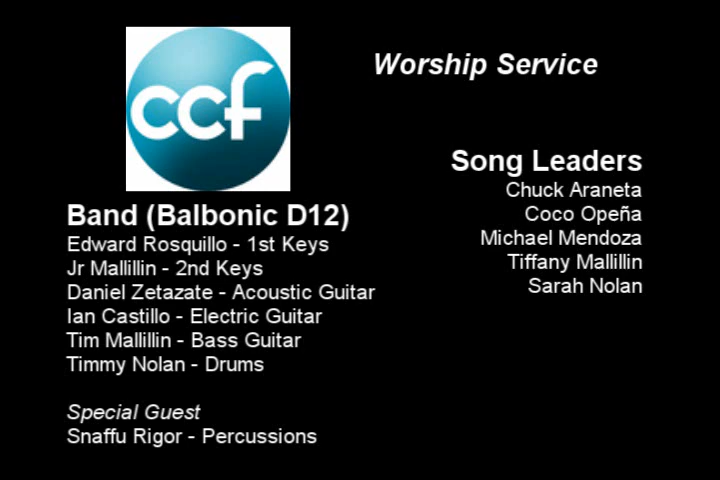 ccf
Worship Service
Song Leaders
Chuck Araneta
Coco Opeña
Michael Mendoza
Tiffany Mallillin
Sarah Nolan
Band (Balbonic D12)
Edward Rosquillo - 1st Keys
Jr Mallillin - 2nd Keys
Daniel Zetazate - Acoustic Guitar
Ian Castillo - Electric Guitar
Tim Mallillin - Bass Guitar
Timmy Nolan - Drums
Special Guest
Snaffu Rigor - Percussions